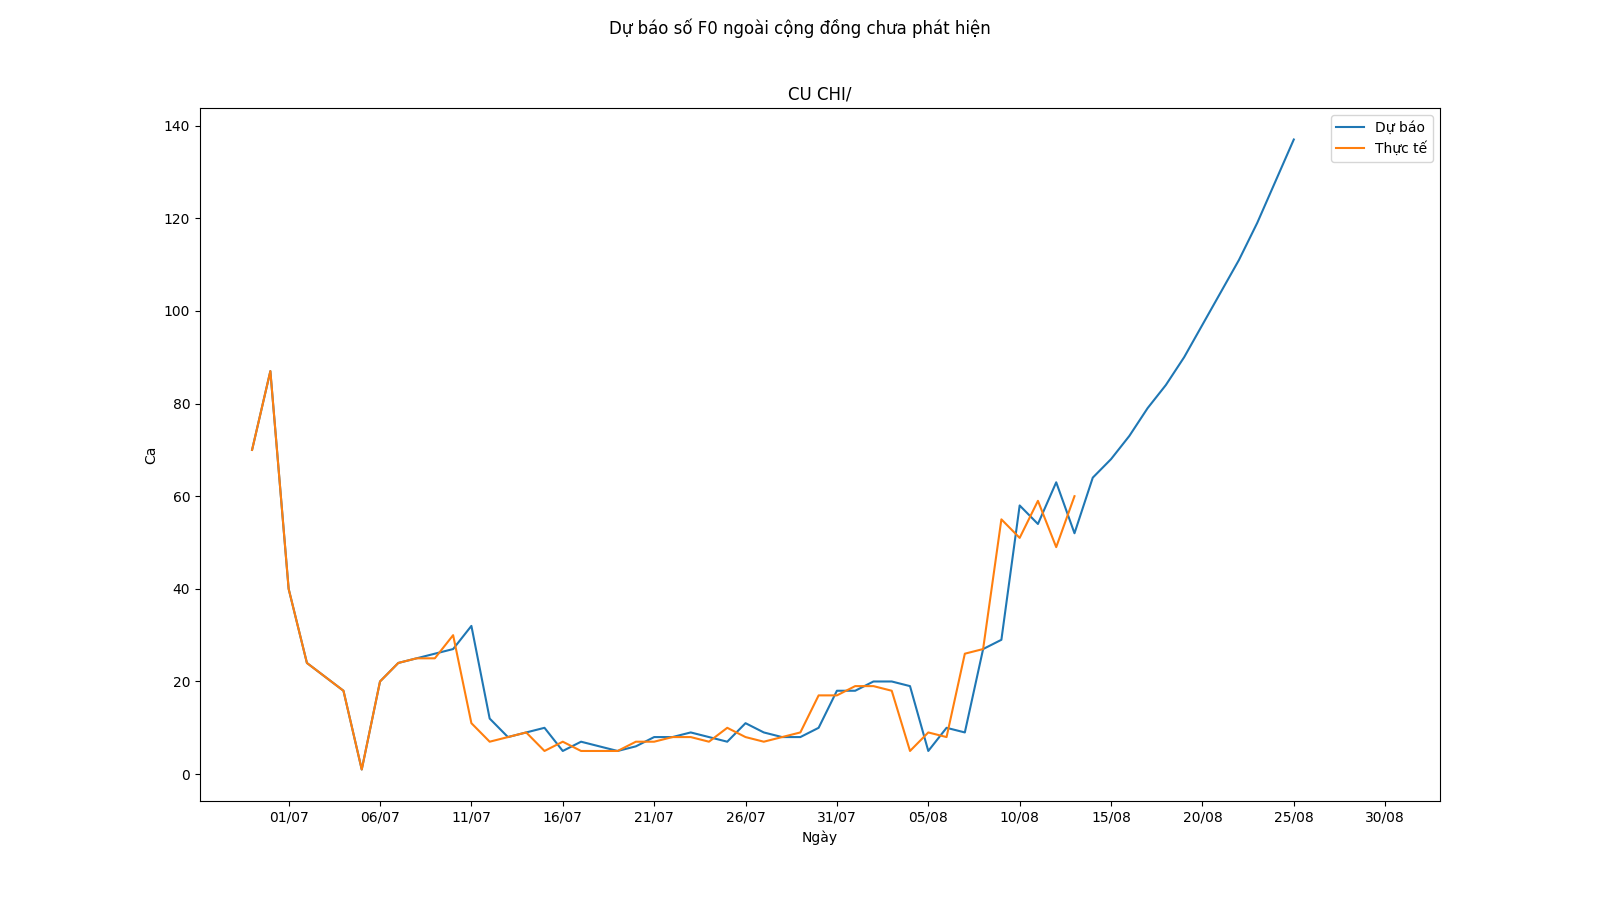 Dự báo số F0 ngoài cộng đồng chưa phát hiện
CU CHI/
Dự báo
Thực tế
140
120
100
80
60
40
20
0
Ca
01/07 06/07 11/07 16/07 21/07 26/07 31/07 05/08 10/08 15/08 20/08 25/08 30/08
Ngày